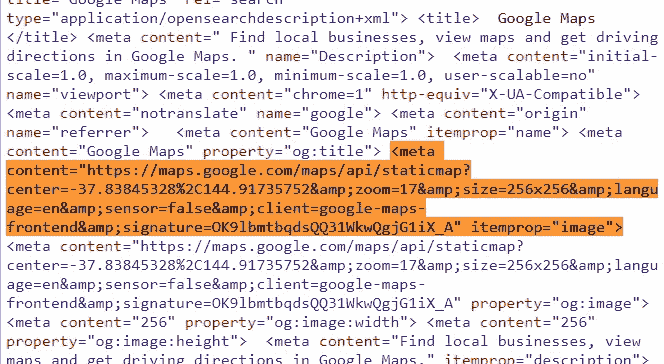 title="Google Maps" rel="search"
type="application/opensearchdescription+xml"> <title>  Google Maps
</title> <meta content=" Find local businesses, view maps and get driving
directions in Google Maps. " name="Description">  <meta content="initial-
scale=1.0, maximum-scale=1.0, minimum-scale=1.0, user-scalable=no"
name="viewport"> <meta content="chrome=1" http-equiv="X-UA-Compatible">
<meta content="notranslate" name="google"> <meta content="origin"
name="referrer">   <meta content="Google Maps" itemprop="name"> <meta
content="Google Maps" property="og:title"> <meta
content="https://maps.google.com/maps/api/staticmap?
center=-37.83845328%2C144.91735752&amp;zoom=17&amp;size=256x256&amp;langu
age=en&amp;sensor=false&amp;client=google-maps-
frontend&amp;signature=OK9lbmtbqdsQQ31WkwQgjG1iX_A" itemprop="image">
<meta content="https://maps.google.com/maps/api/staticmap?
center=-37.83845328%2C144.91735752&amp;zoom=17&amp;size=256x256&amp;langu
age=en&amp;sensor=false&amp;client=google-maps-
frontend&amp;signature=OK9lbmtbqdsQQ31WkwQgjG1iX_A" property="og:image">
<meta content="256" property="og:image:width"> <meta content="256"
property="og:image:height">  <meta content="Find local businesses, view
maps and get driving directions in Google Maps." itemprop="description">